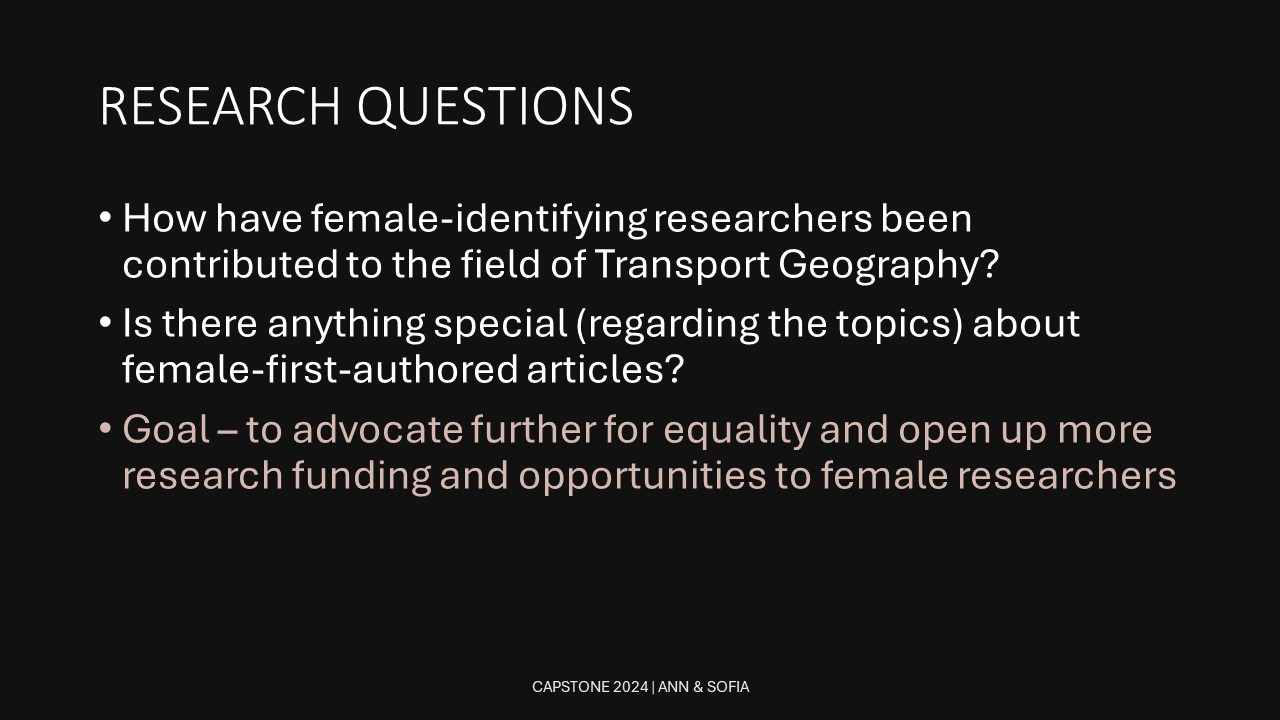 RESEARCH QUESTIONS
• How have female-identifying researchers been
contributed to the field of Transport Geography?
• Is there anything special (regarding the topics) about
female-first-authored articles?
• Goal – to advocate further for equality and open up more
research funding and opportunities to female researchers
CAPSTONE 2024 | ANN & SOFIA